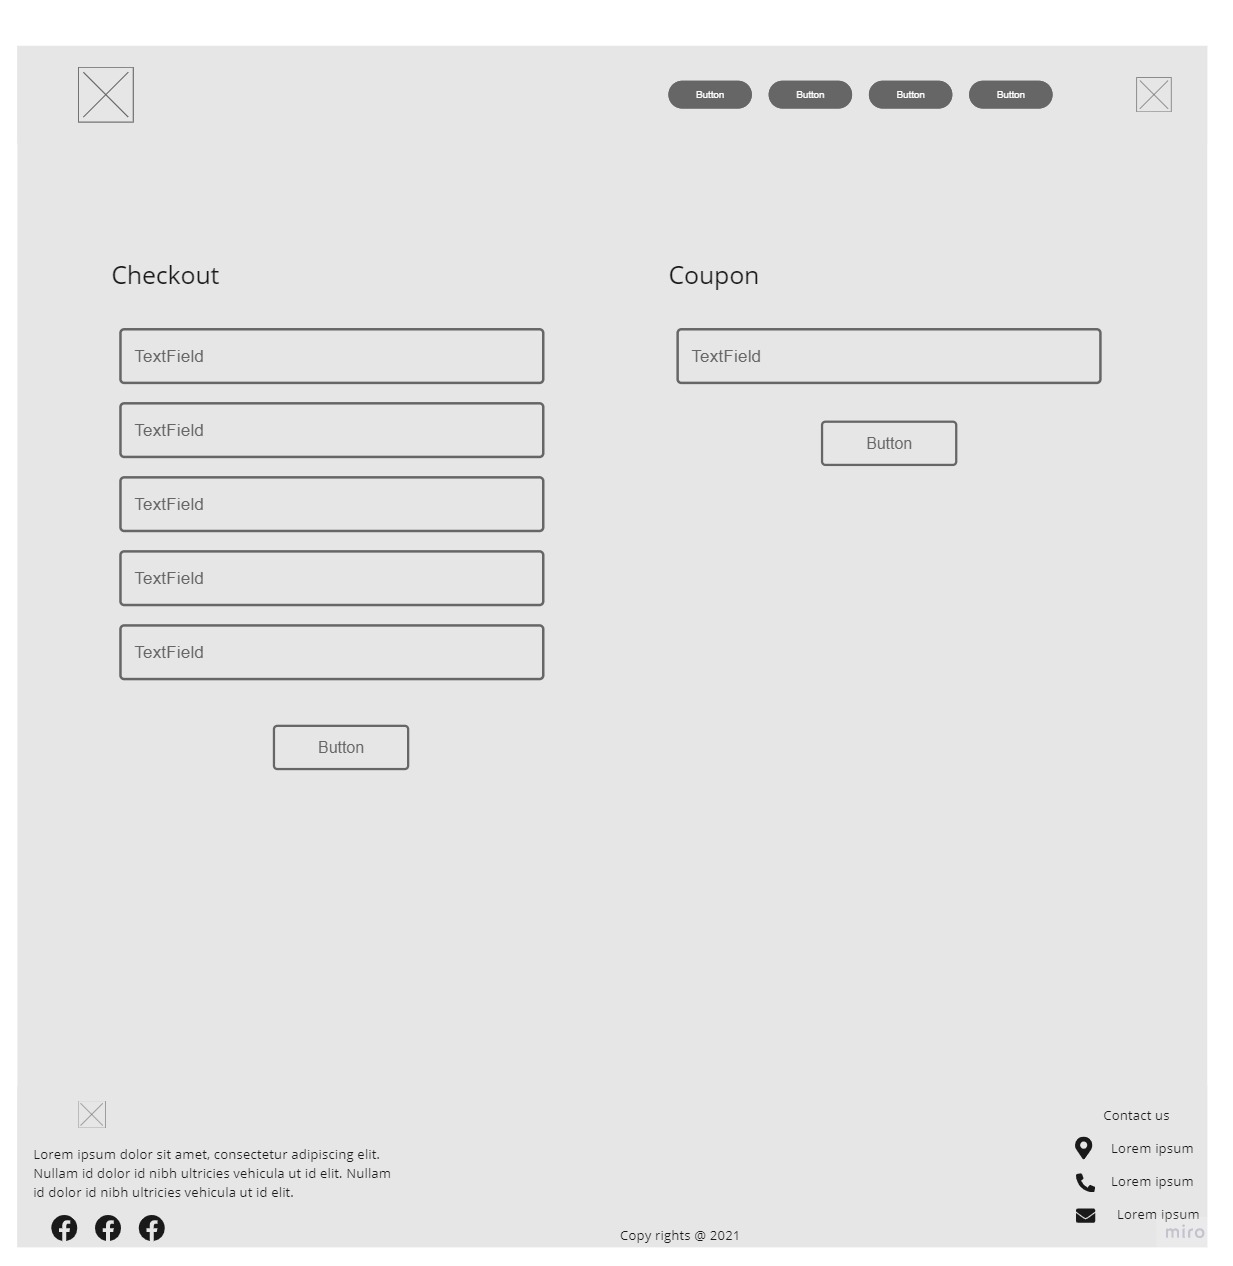 Button Button Button Button
Checkout
TextField
TextField
TextField
TextField
TextField
Button
Coupon
TextField
Button
Lorem ipsum dolor sit amet, consectetur adipiscing elit.
Nullam id dolor id nibh ultricies vehicula ut id elit. Nullam
id dolor id nibh ultricies vehicula ut id elit.
Copy rights @ 2021
Contact us
Lorem ipsum
Lorem ipsum
Lorem ipsum
miro